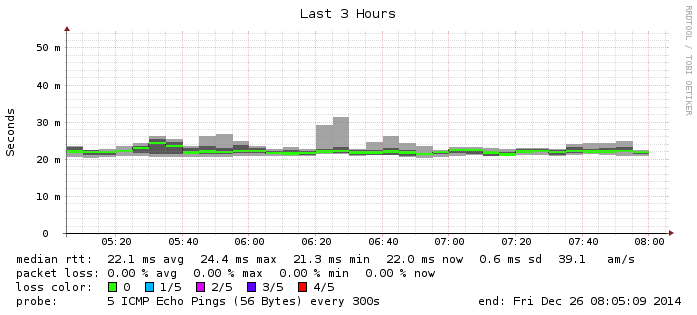 Last 3 Hours
RRDTOOL / TOBI OETIKER
Seconds
50 m
40 m
30 m
20 m
10 m
0
05:20 05:40 06:00 06:20 06:40 07:00 07:20 07:40 08:00
median rtt: 22.1 ms avg 24.4 ms max 21.3 ms min 22.0 ms now 0.6 ms sd 39.1 am/s
packet loss: 0.00 % avg 0.00 % max 0.00 % min 0.00 % now
loss color: 0 1/5 2/5 3/5 4/5
probe: 5 ICMP Echo Pings (56 Bytes) every 300s end: Fri Dec 26 08:05:09 2014